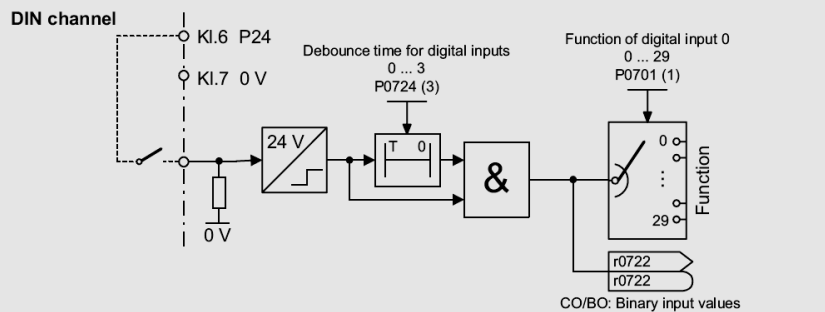 DIN channel
Kl.6 P24
Kl.7 0 V
Debounce time for digital inputs
0 ... 3
P0724 (3)
Function of digital input 0
0 ... 29
P0701 (1)
24 V
T 0
&
0 V
0
⋮
29
Function
r0722
r0722
CO/BO: Binary input values